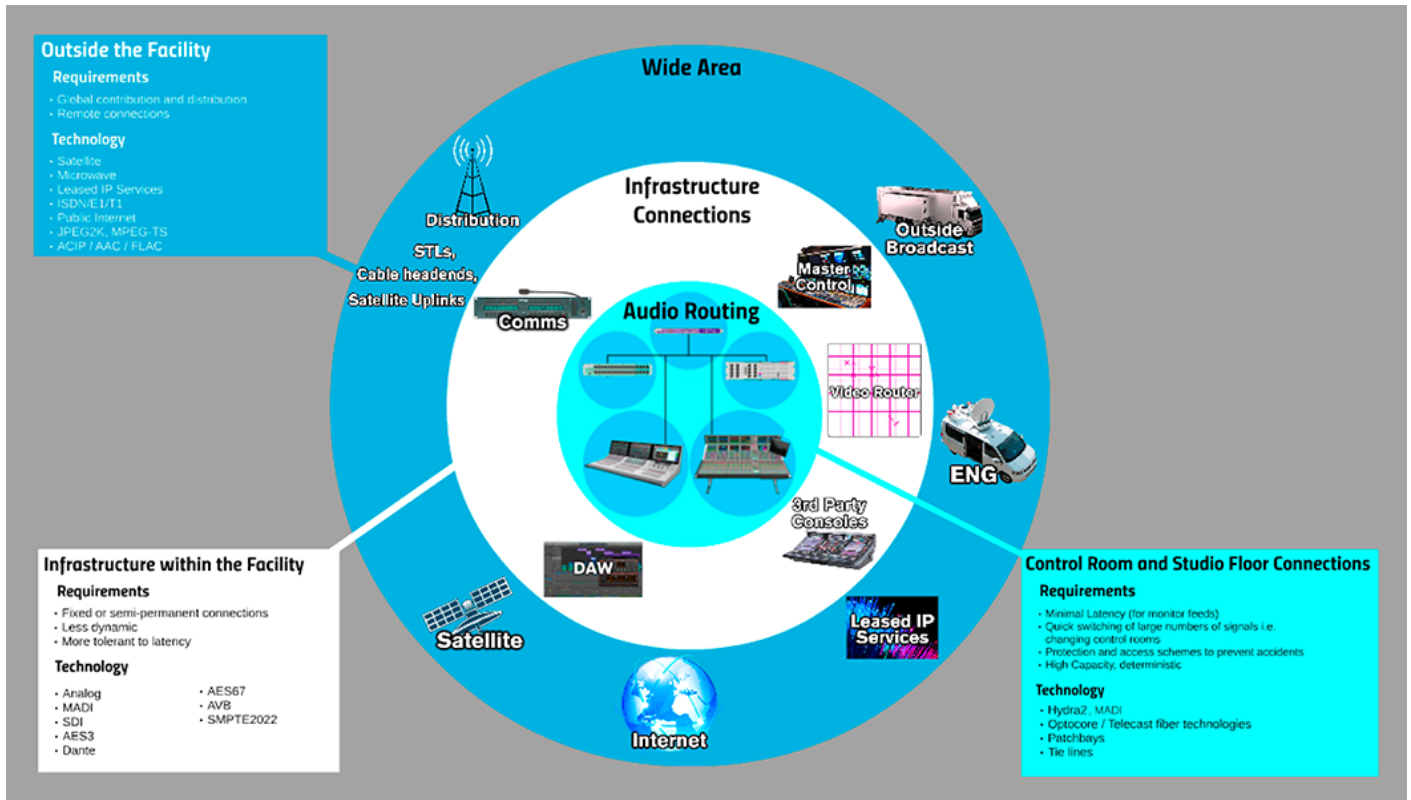 Outside the Facility
Requirements
• Global contribution and distribution
• Remote connections
Technology
• Satellite
• Microwave
• Leased IP Services
• ISDN/E1/T1
• Public Internet
• JPEG2K, MPEG-TS
• ACIP / AAC / FLAC
Wide Area
Distribution
STLs,
Cable headends,
Satellite Uplinks
Infrastructure
Connections
Outside
Broadcast
Master
Control
Comms
Audio Routing
Video Router
ENG
3rd Party
Consoles
DAW
Satellite
Leased IP
Services
Internet
Infrastructure within the Facility
Requirements
• Fixed or semi-permanent connections
• Less dynamic
• More tolerant to latency
Technology
• Analog
• MADI
• SDI
• AES3
• Dante
• AES67
• AVB
• SMPTE2022
Control Room and Studio Floor Connections
Requirements
• Minimal Latency (for monitor feeds)
• Quick switching of large numbers of signals i.e.
changing control rooms
• Protection and access schemes to prevent accidents
• High Capacity, deterministic
Technology
• Hydra2, MADI
• Optocore / Telecast fiber technologies
• Patchbays
• Tie lines